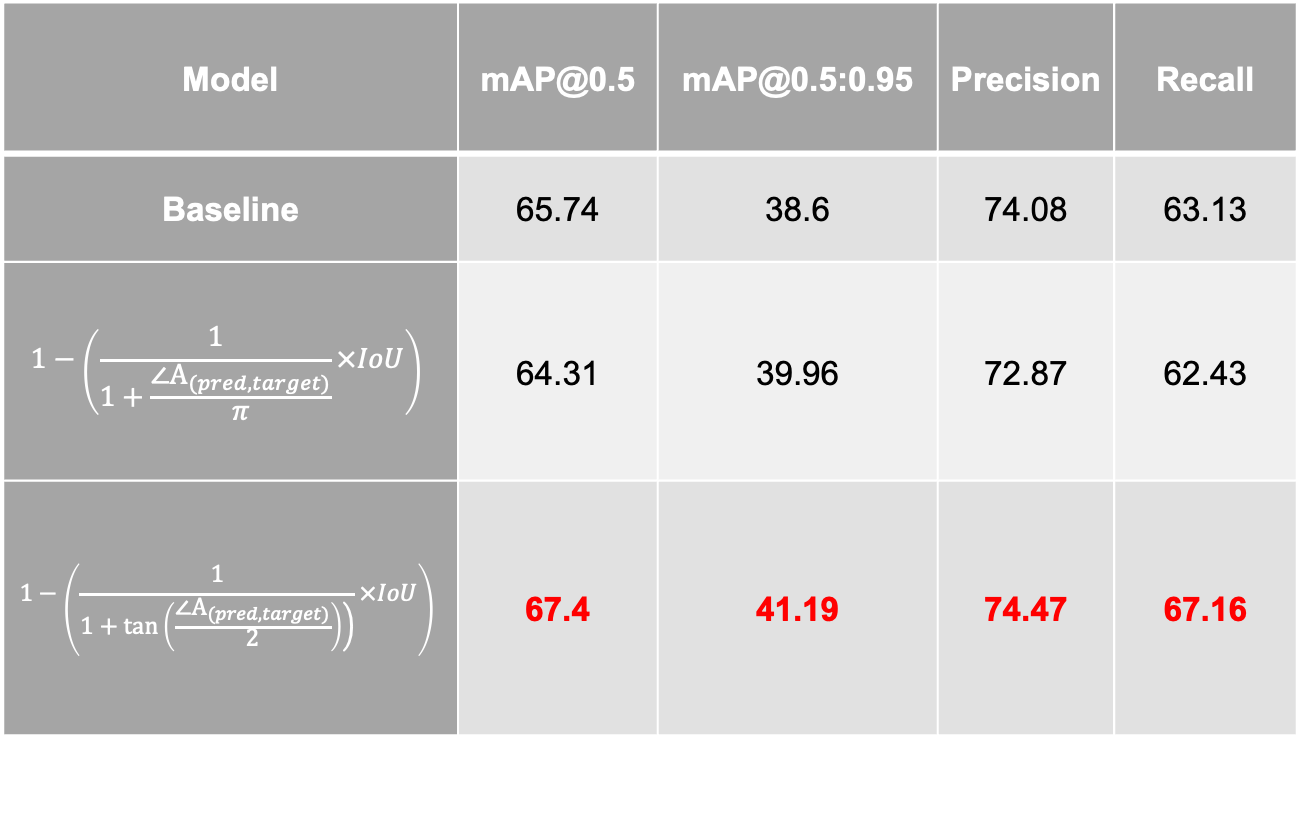 Model mAP@0.5 mAP@0.5:0.95 Precision Recall
Baseline 65.74 38.6 74.08 63.13
1 − ( 1 / (1 + ∠A(pred,target) / π) ×IoU ) 64.31 39.96 72.87 62.43
1 − ( 1 / (1 + tan ( ∠A(pred,target) / 2 ) ) ×IoU ) 67.4 41.19 74.47 67.16